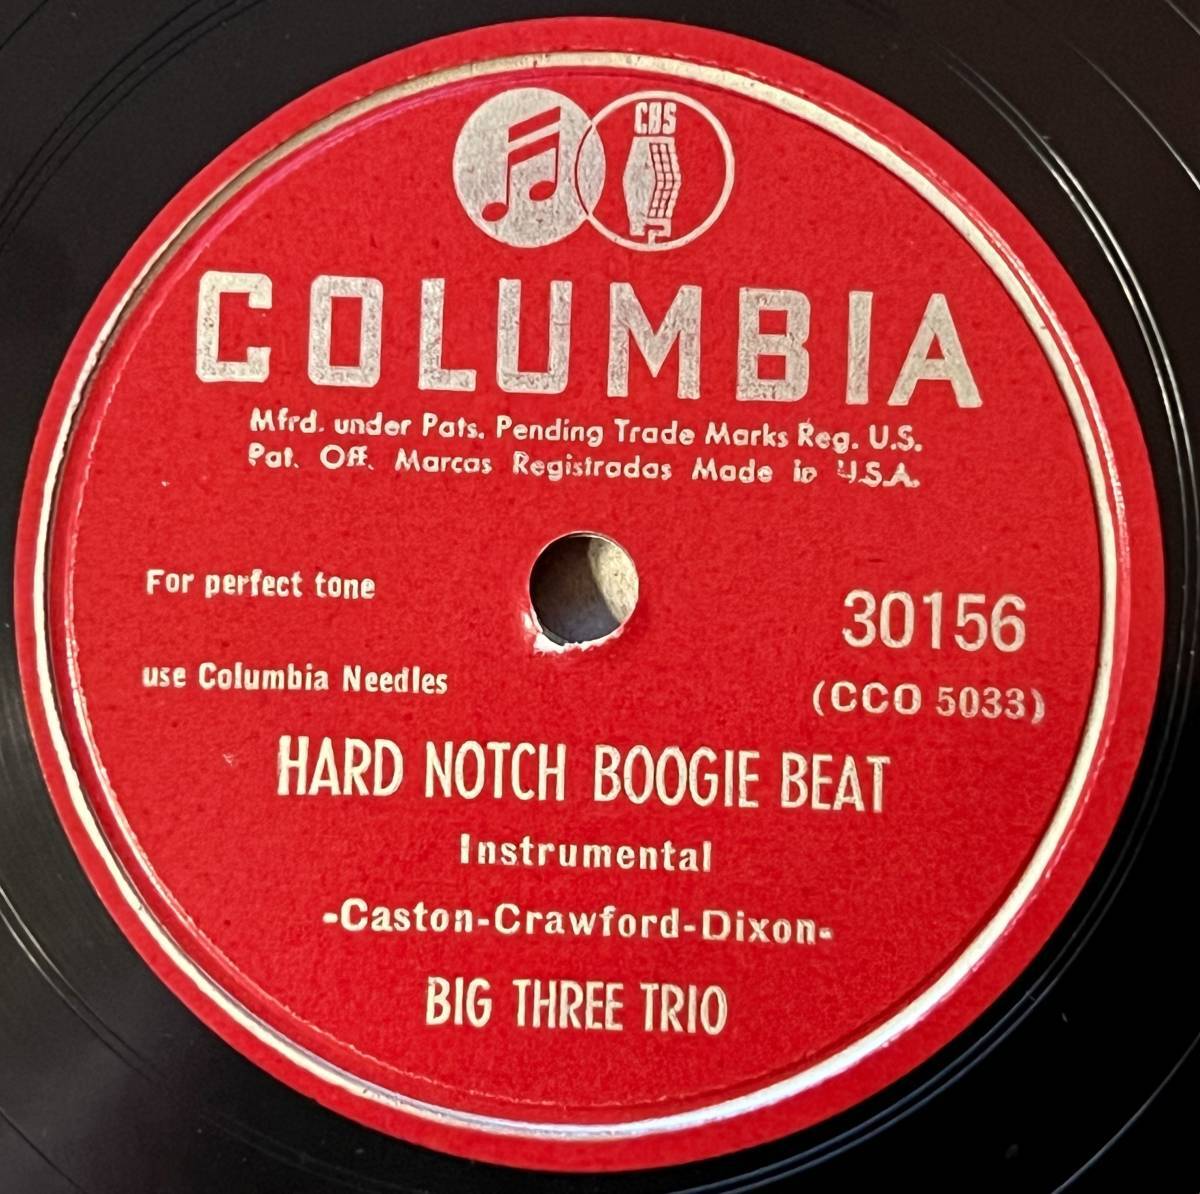 CBS
COLUMBIA
Mfrd. under Pats. Pending Trade Marks Reg. U.S.
Pat. Off. Marcas Registradas Made in U.S.A.
For perfect tone
use Columbia Needles
30156
(CCO 5033)
HARD NOTCH BOOGIE BEAT
Instrumental
-Caston-Crawford-Dixon-
BIG THREE TRIO